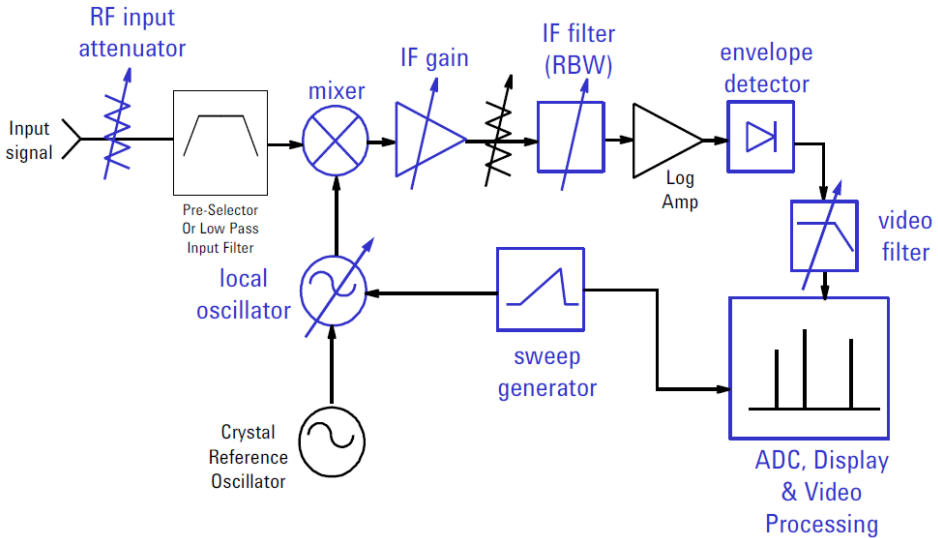 RF input
attenuator
IF gain
IF filter
(RBW)
envelope
detector
mixer
Input
signal
Log
Amp
Pre-Selector
Or Low Pass
Input Filter
video
filter
local
oscillator
sweep
generator
Crystal
Reference
Oscillator
ADC, Display
& Video
Processing